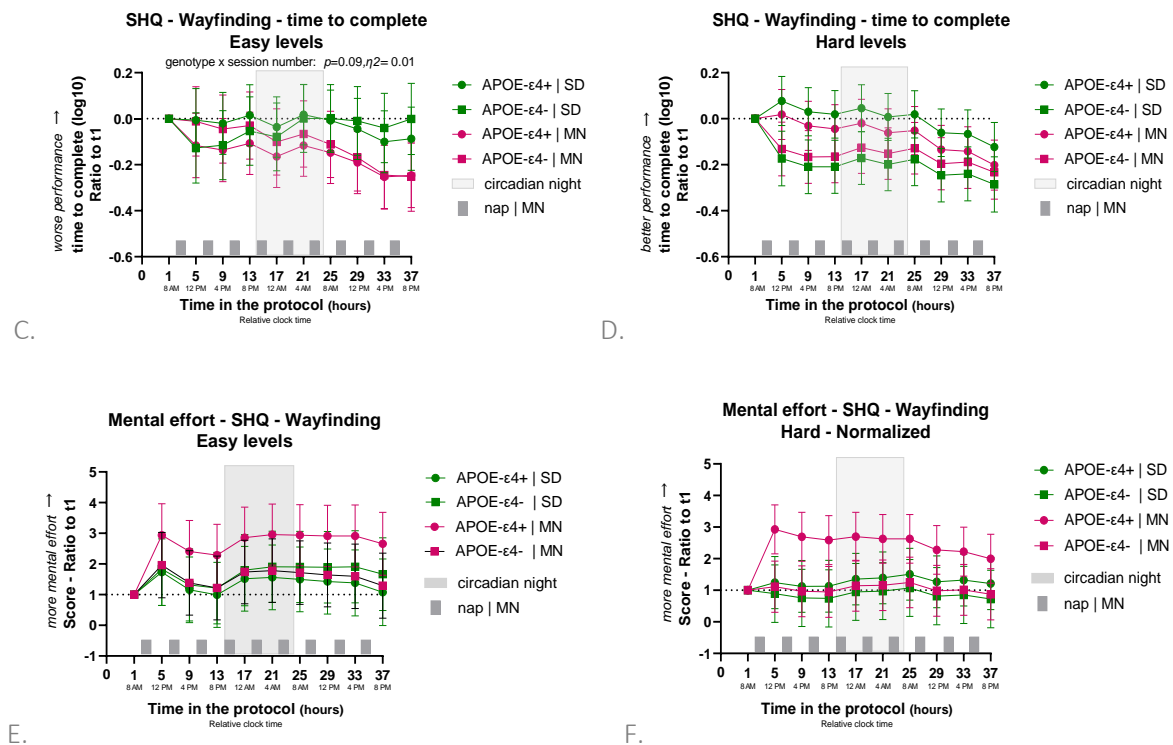 SHQ - Wayfinding - time to complete
Easy levels
genotype x session number: p=0.09,η2= 0.01
worse performance →
time to complete (log10)
Ratio to t1
0.2
0.0
-0.2
-0.4
-0.6
0 1 5 9 13 17 21 25 29 33 37
8 AM 12 PM 4 PM 8 PM 12 AM 4 AM 8 AM 12 PM 4 PM 8 PM
Time in the protocol (hours)
Relative clock time
APOE-ε4+ | SD
APOE-ε4- | SD
APOE-ε4+ | MN
APOE-ε4- | MN
circadian night
nap | MN
C.
SHQ - Wayfinding - time to complete
Hard levels
better performance →
time to complete (log10)
Ratio to t1
0.2
0.0
-0.2
-0.4
-0.6
0 1 5 9 13 17 21 25 29 33 37
8 AM 12 PM 4 PM 8 PM 12 AM 4 AM 8 AM 12 PM 4 PM 8 PM
Time in the protocol (hours)
Relative clock time
APOE-ε4+ | SD
APOE-ε4- | SD
APOE-ε4+ | MN
APOE-ε4- | MN
circadian night
nap | MN
D.
Mental effort - SHQ - Wayfinding
Easy levels
more mental effort →
Score - Ratio to t1
5
4
3
2
1
0
-1
1 5 9 13 17 21 25 29 33 37
8 AM 12 PM 4 PM 8 PM 12 AM 4 AM 8 AM 12 PM 4 PM 8 PM
Time in the protocol (hours)
Relative clock time
APOE-ε4+ | SD
APOE-ε4- | SD
APOE-ε4+ | MN
APOE-ε4- | MN
circadian night
nap | MN
E.
Mental effort - SHQ - Wayfinding
Hard - Normalized
more mental effort →
Score - Ratio to t1
5
4
3
2
1
0
-1
1 5 9 13 17 21 25 29 33 37
8 AM 12 PM 4 PM 8 PM 12 AM 4 AM 8 AM 12 PM 4 PM 8 PM
Time in the protocol (hours)
Relative clock time
APOE-ε4+ | SD
APOE-ε4- | SD
APOE-ε4+ | MN
APOE-ε4- | MN
circadian night
nap | MN
F.